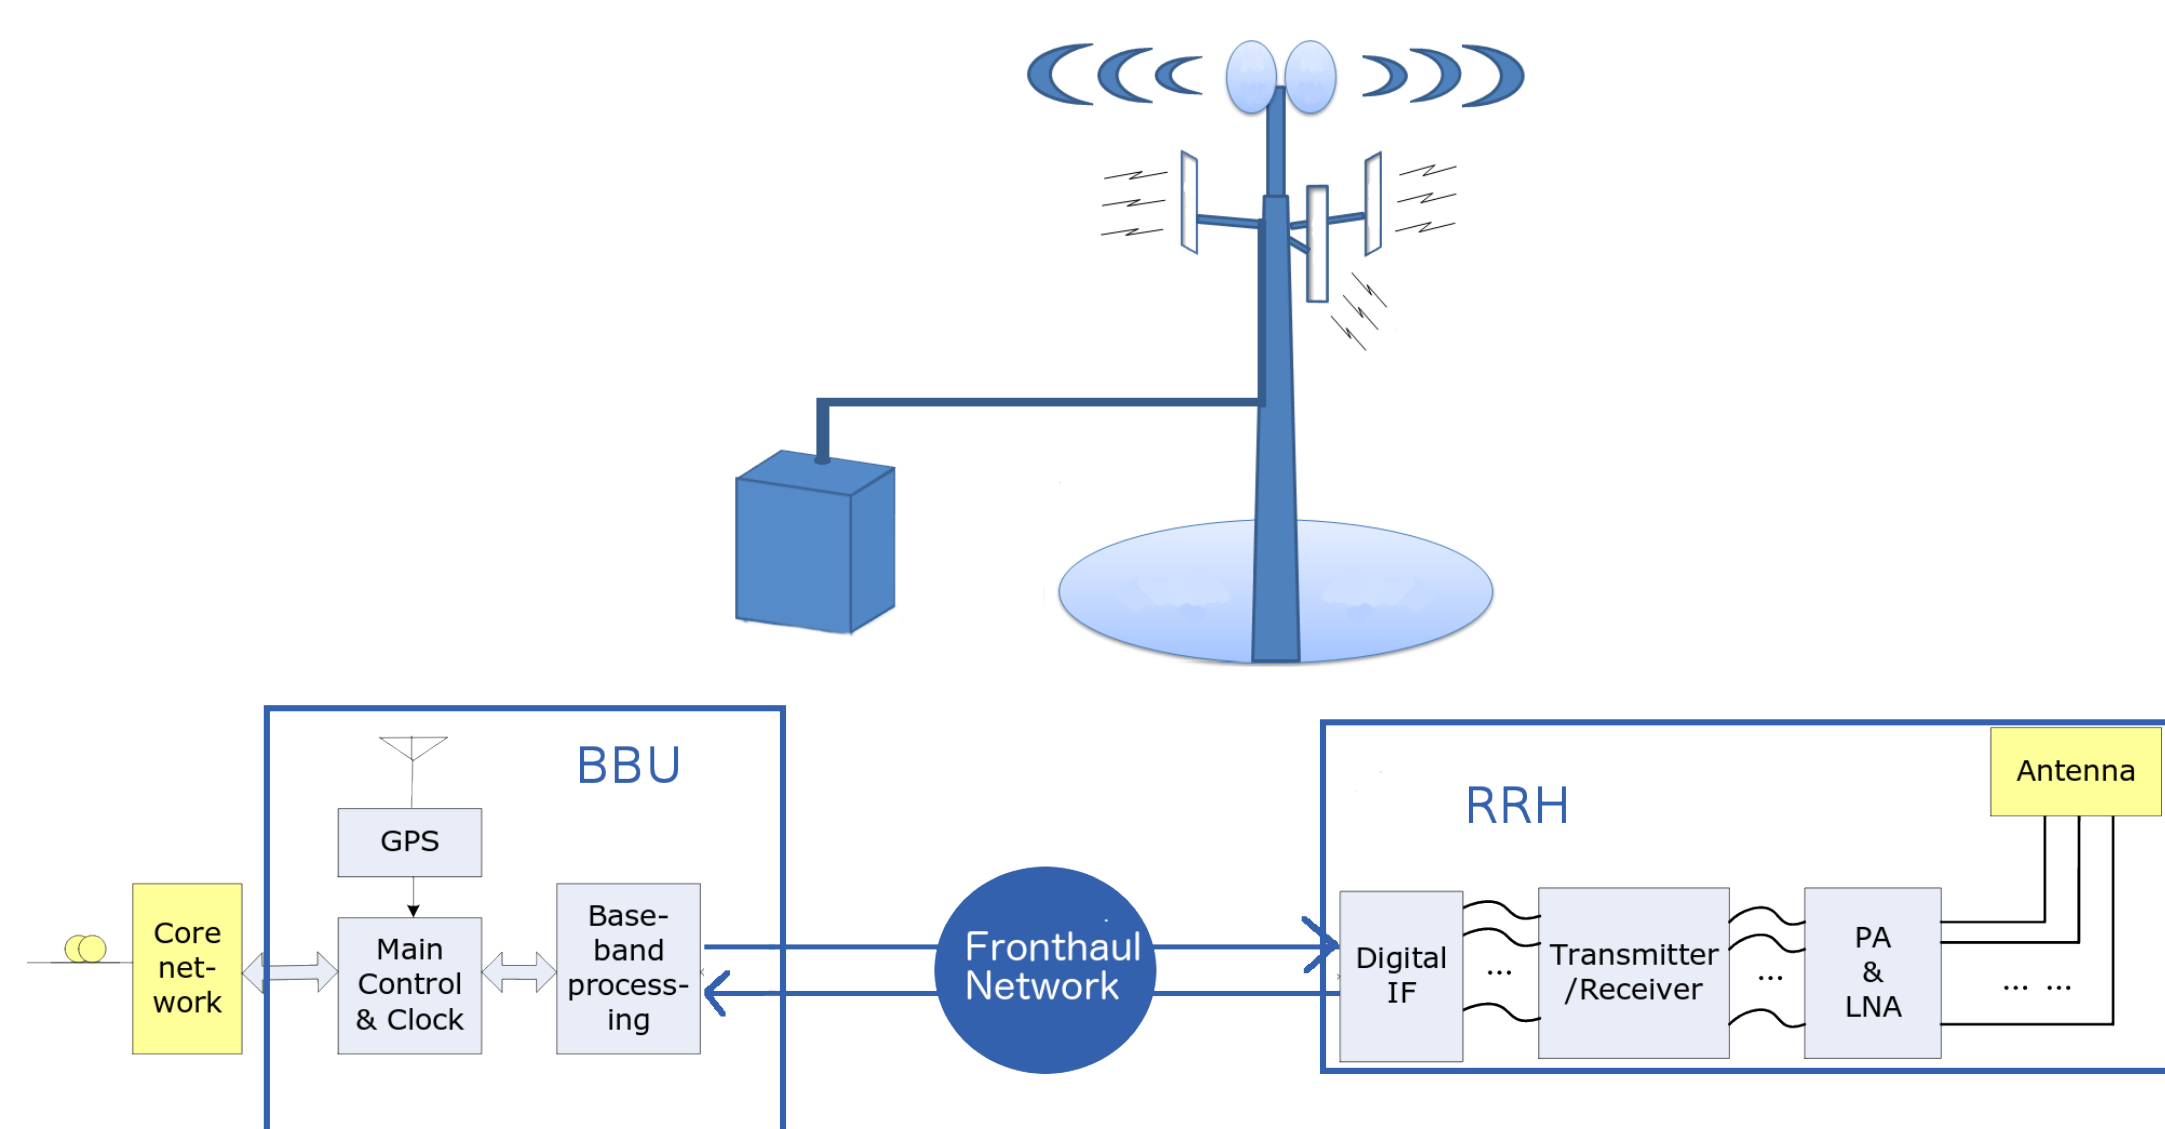 BBU
GPS
Core
net-
work
Main
Control
& Clock
Base-
band
process-
ing
Fronthaul
Network
RRH
Antenna
Digital
IF
...
Transmitter
/Receiver
...
PA
&
LNA
... ...